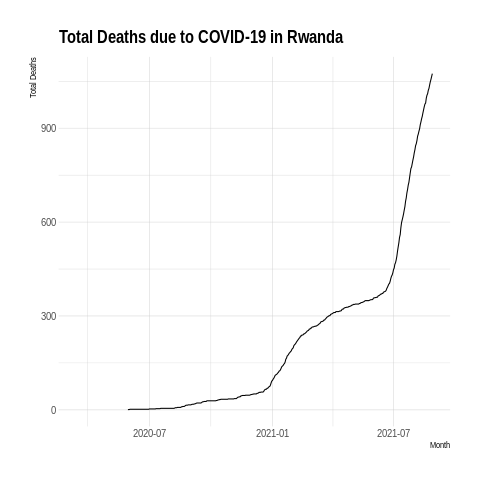 Total Deaths due to COVID-19 in Rwanda
Total Deaths
900
600
300
0
2020-07
2021-01
2021-07
Month